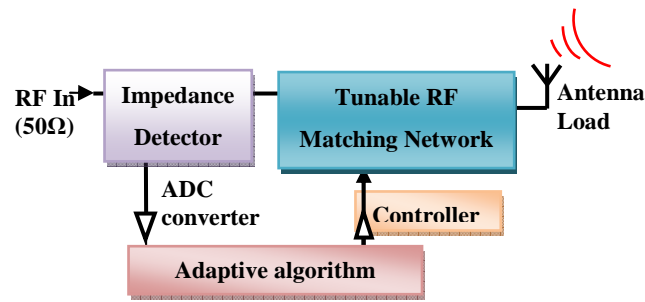 RF In
(50Ω)
Impedance
Detector
Tunable RF
Matching Network
Antenna
Load
ADC
converter
Controller
Adaptive algorithm